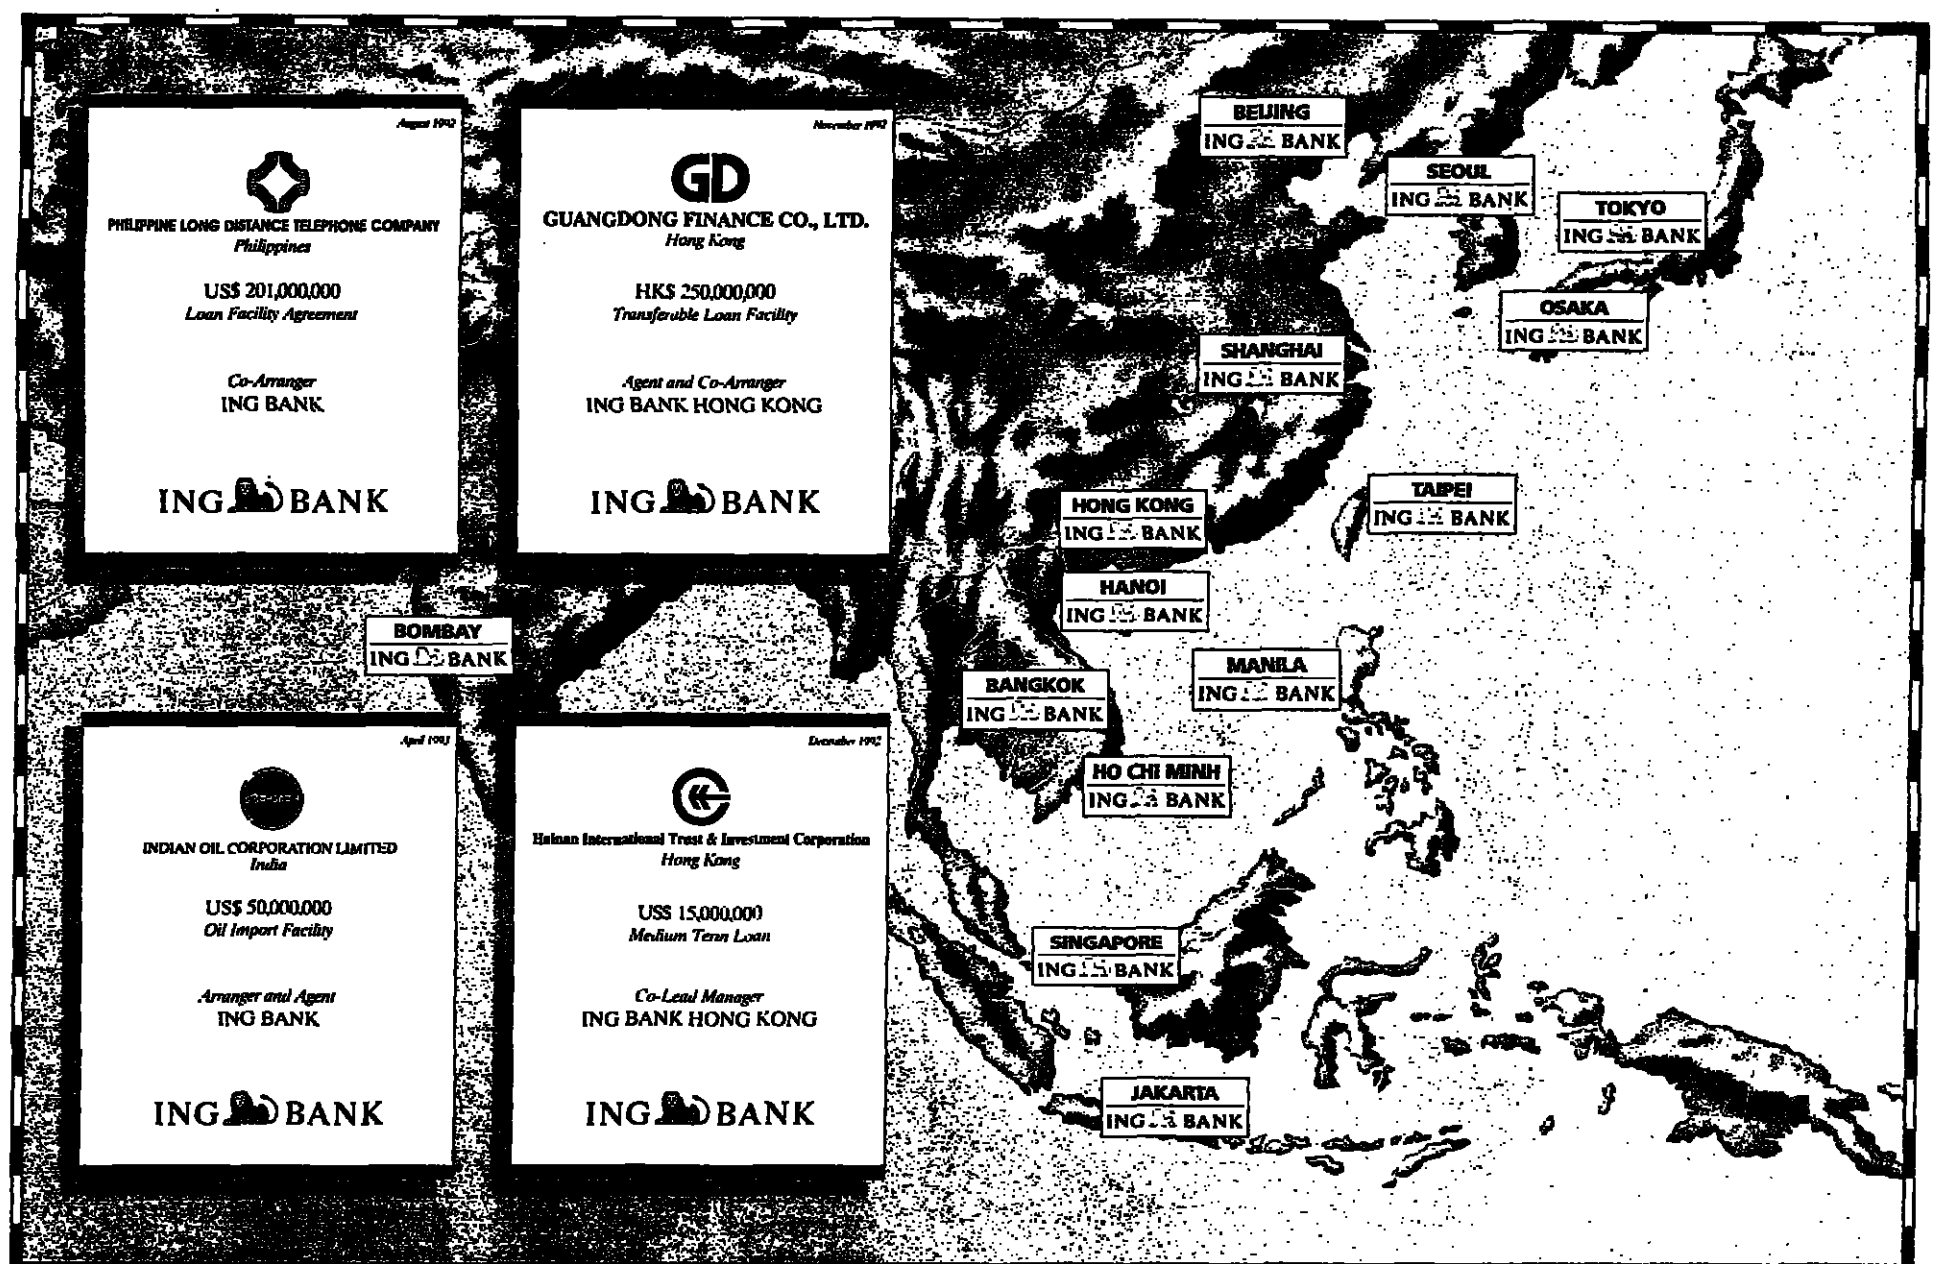 August 1992
PHILIPPINE LONG DISTANCE TELEPHONE COMPANY
Philippines
US$ 201,000,000
Loan Facility Agreement
Co-Arranger
ING BANK
ING BANK
November 1992
GD
GUANGDONG FINANCE CO., LTD.
Hong Kong
HK$ 250,000,000
Transferable Loan Facility
Agent and Co-Arranger
ING BANK HONG KONG
ING BANK
BEIJING
ING BANK
SEOUL
ING BANK
TOKYO
ING BANK
OSAKA
ING BANK
SHANGHAI
ING BANK
TAIPEI
ING BANK
HONG KONG
ING BANK
HANOI
ING BANK
BOMBAY
ING BANK
MANILA
ING BANK
BANGKOK
ING BANK
HO CHI MINH
ING BANK
April 1993
INDIAN OIL CORPORATION LIMITED
India
US$ 50,000,000
Oil Import Facility
Arranger and Agent
ING BANK
ING BANK
December 1992
Hainan International Trust & Investment Corporation
Hong Kong
US$ 15,000,000
Medium Term Loan
Co-Lead Manager
ING BANK HONG KONG
ING BANK
SINGAPORE
ING BANK
JAKARTA
ING BANK